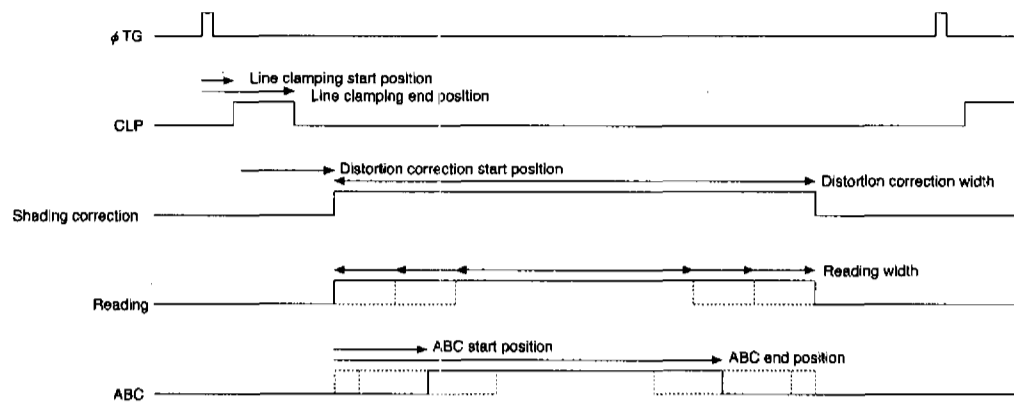 φ TG
Line clamping start position
Line clamping end position
CLP
Distortion correction start position
Distortion correction width
Shading correction
Reading width
Reading
ABC start position
ABC end position
ABC